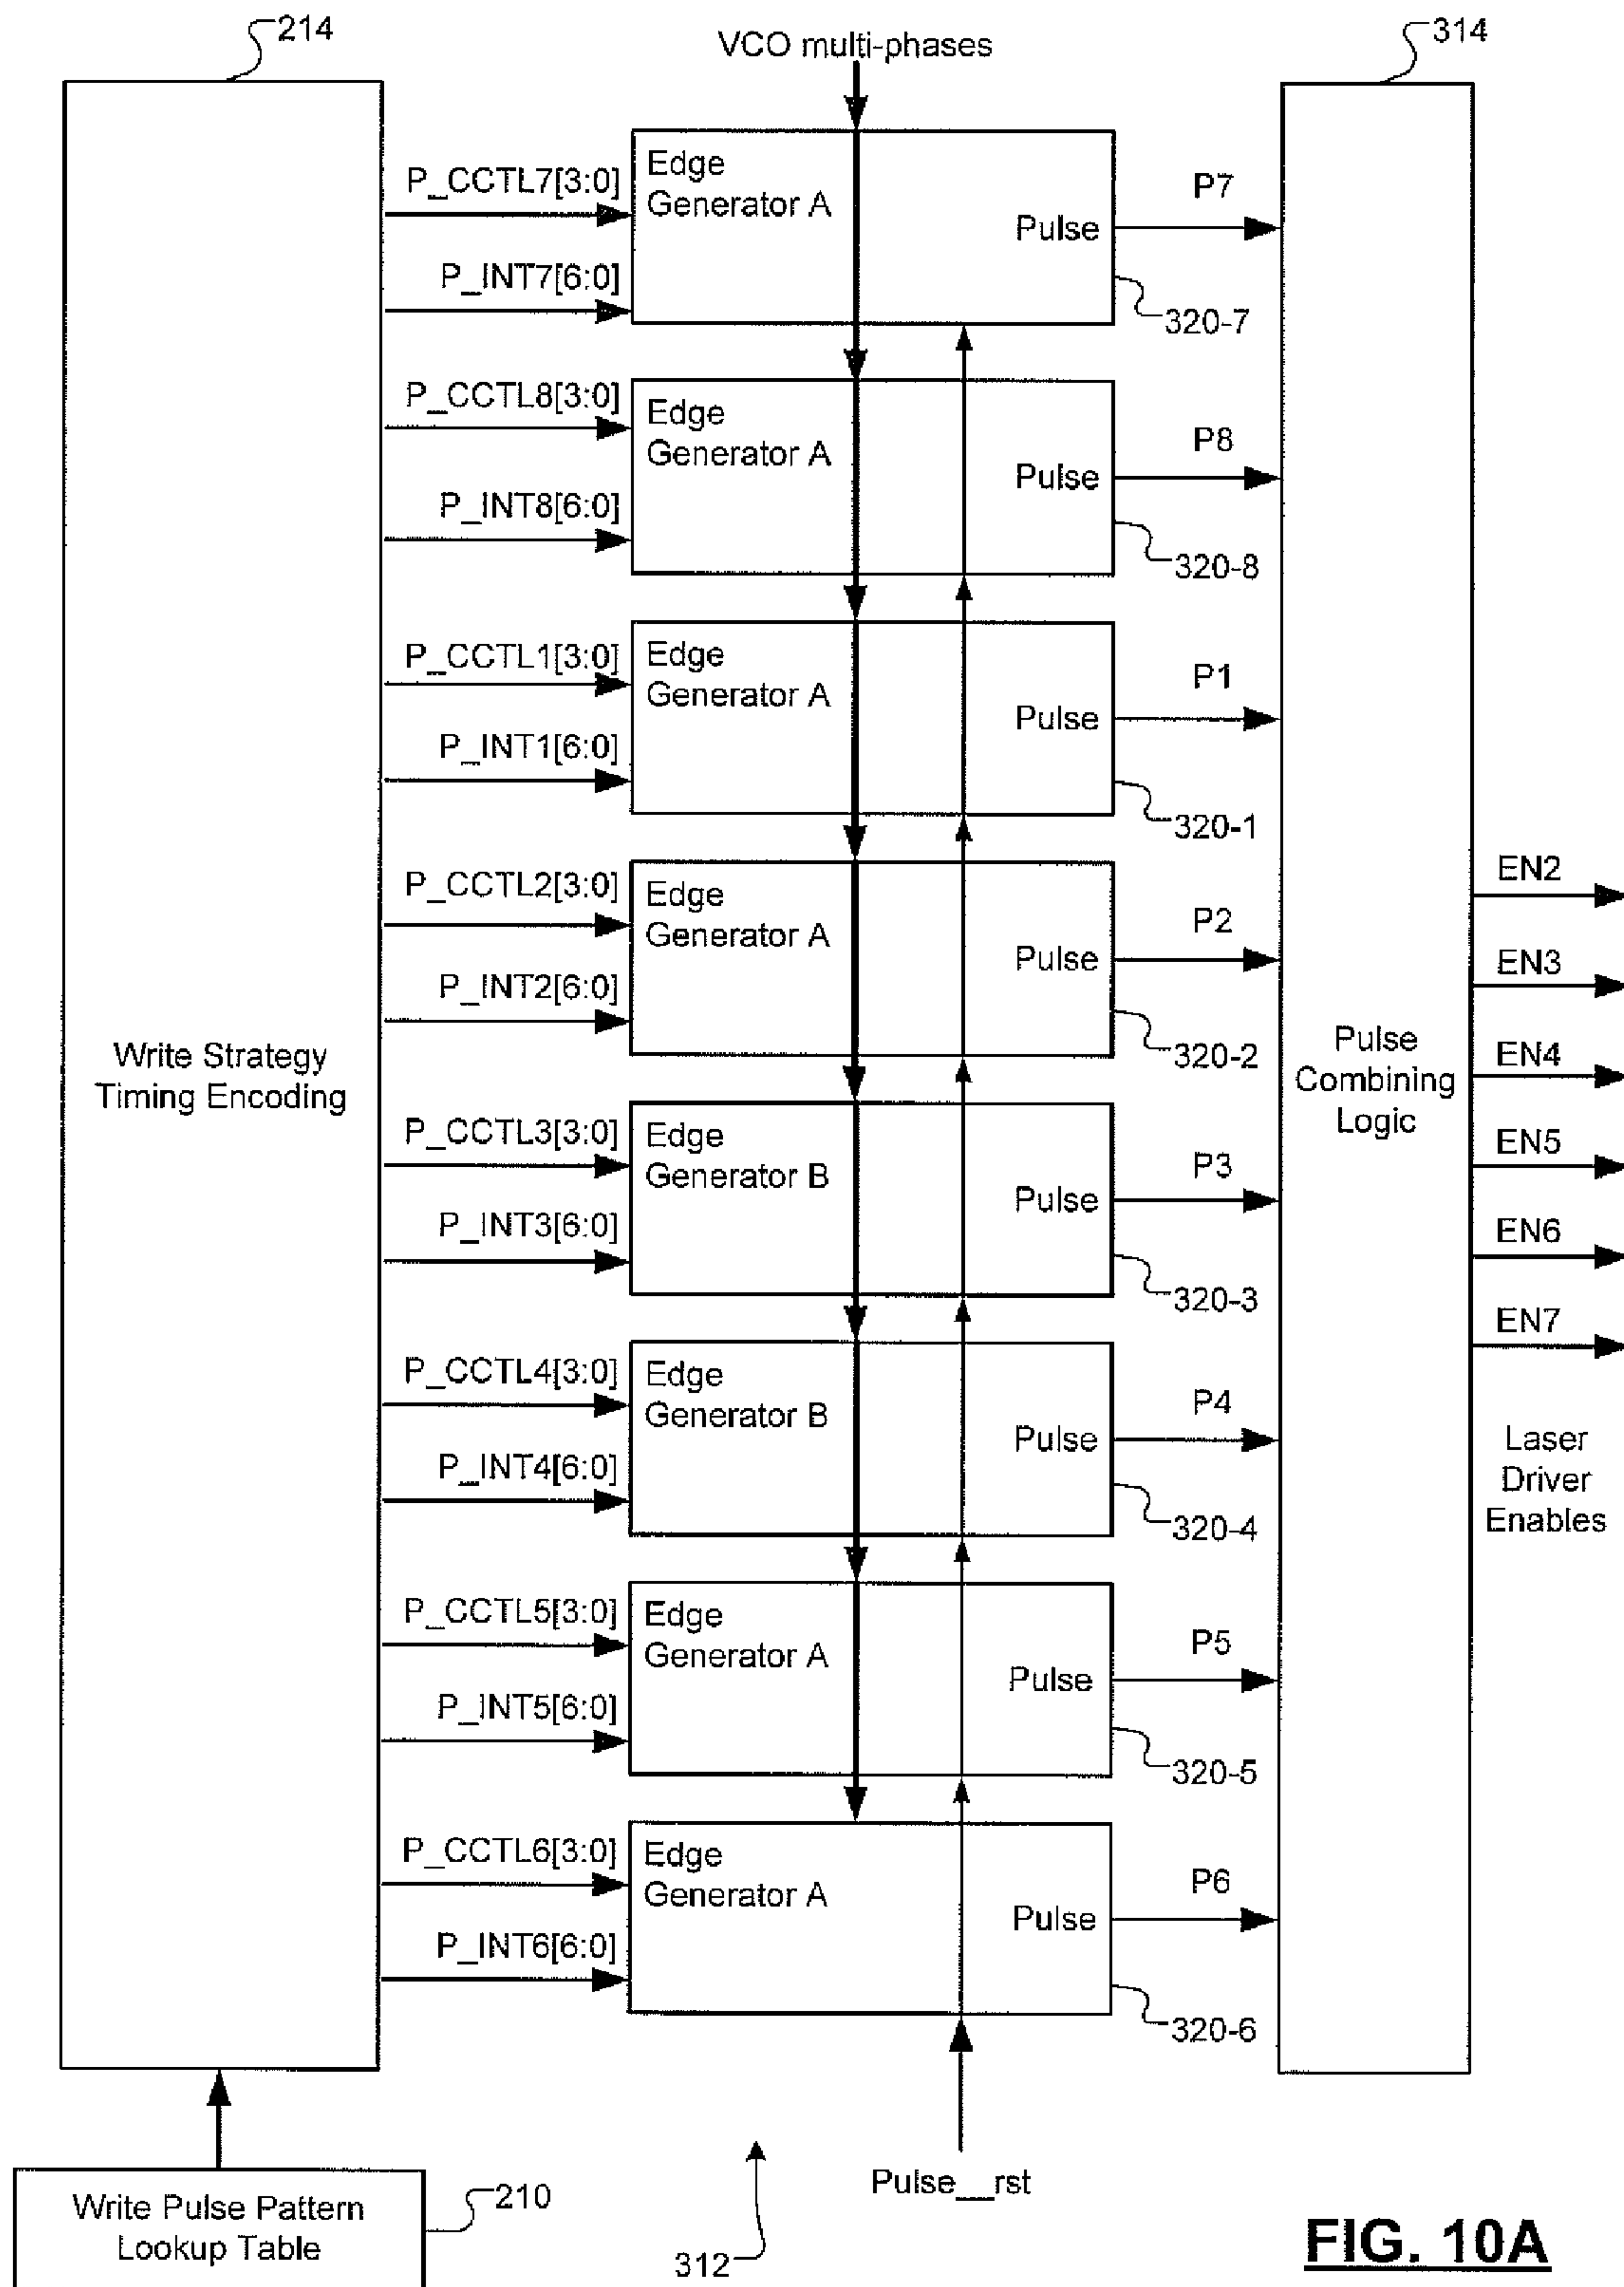 214
VCO multi-phases
314
P_CCTL7[3:0]
Edge
Generator A
P7
Pulse
P_INT7[6:0]
320-7
P_CCTL8[3:0]
Edge
Generator A
P8
Pulse
P_INT8[6:0]
320-8
P_CCTL1[3:0]
Edge
Generator A
P1
Pulse
P_INT1[6:0]
320-1
P_CCTL2[3:0]
Edge
Generator A
P2
Pulse
P_INT2[6:0]
320-2
Write Strategy
Timing Encoding
P_CCTL3[3:0]
Edge
Generator B
P3
Pulse
P_INT3[6:0]
320-3
P_CCTL4[3:0]
Edge
Generator B
P4
Pulse
P_INT4[6:0]
320-4
P_CCTL5[3:0]
Edge
Generator A
P5
Pulse
P_INT5[6:0]
320-5
P_CCTL6[3:0]
Edge
Generator A
P6
Pulse
P_INT6[6:0]
320-6
Pulse
Combining
Logic
EN2
EN3
EN4
EN5
EN6
EN7
Laser
Driver
Enables
Write Pulse Pattern
Lookup Table
210
312
Pulse__rst
FIG. 10A